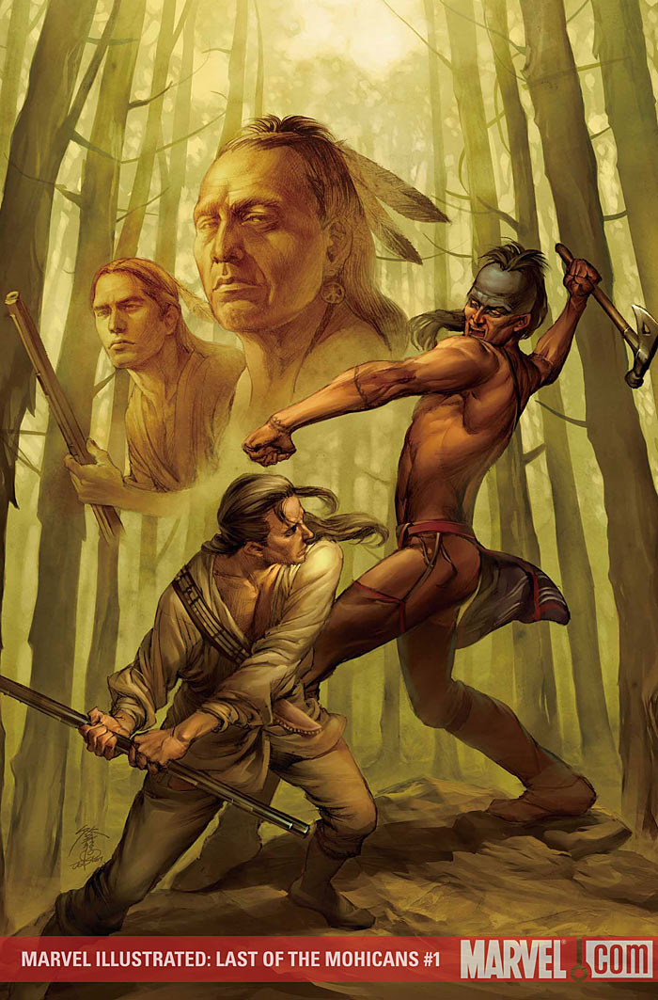 MARVEL ILLUSTRATED: LAST OF THE MOHICANS #1
MARVEL.COM